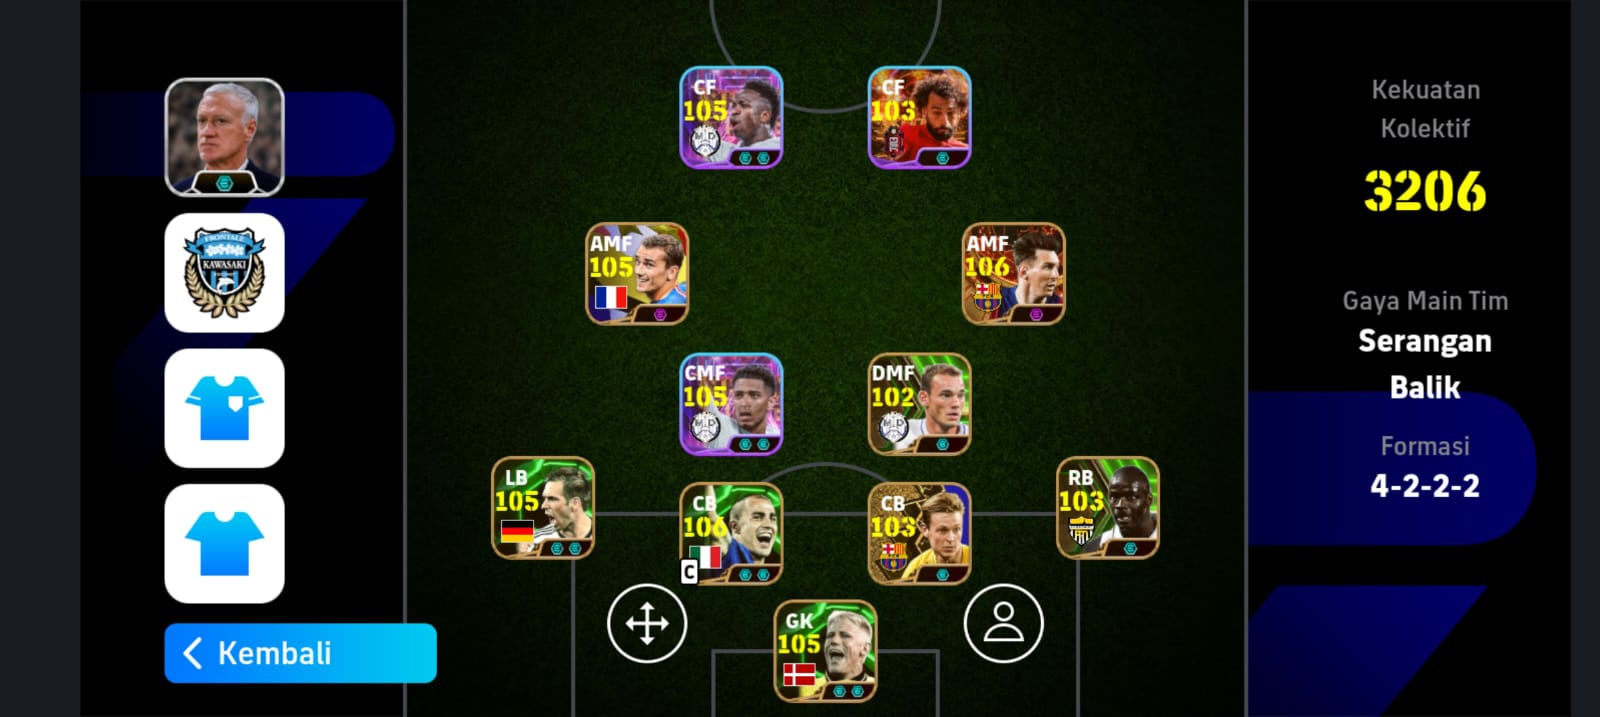 CF
105
CF
103
Kekuatan
Kolektif
3206
AMF
105
AMF
106
FRONTALE
KAWASAKI
Gaya Main Tim
Serangan
Balik
CMF
105
DMF
102
Formasi
4-2-2-2
LB
105
CB
106
C
CB
103
RB
103
GK
105
Kembali